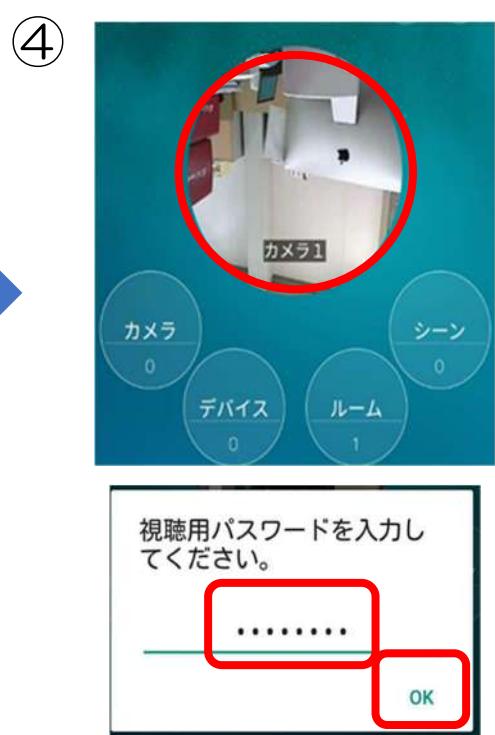 ④
カメラ1
カメラ
0
シーン
0
デバイス
0
ルーム
1
視聴用パスワードを入力し
てください。
••••••••
OK